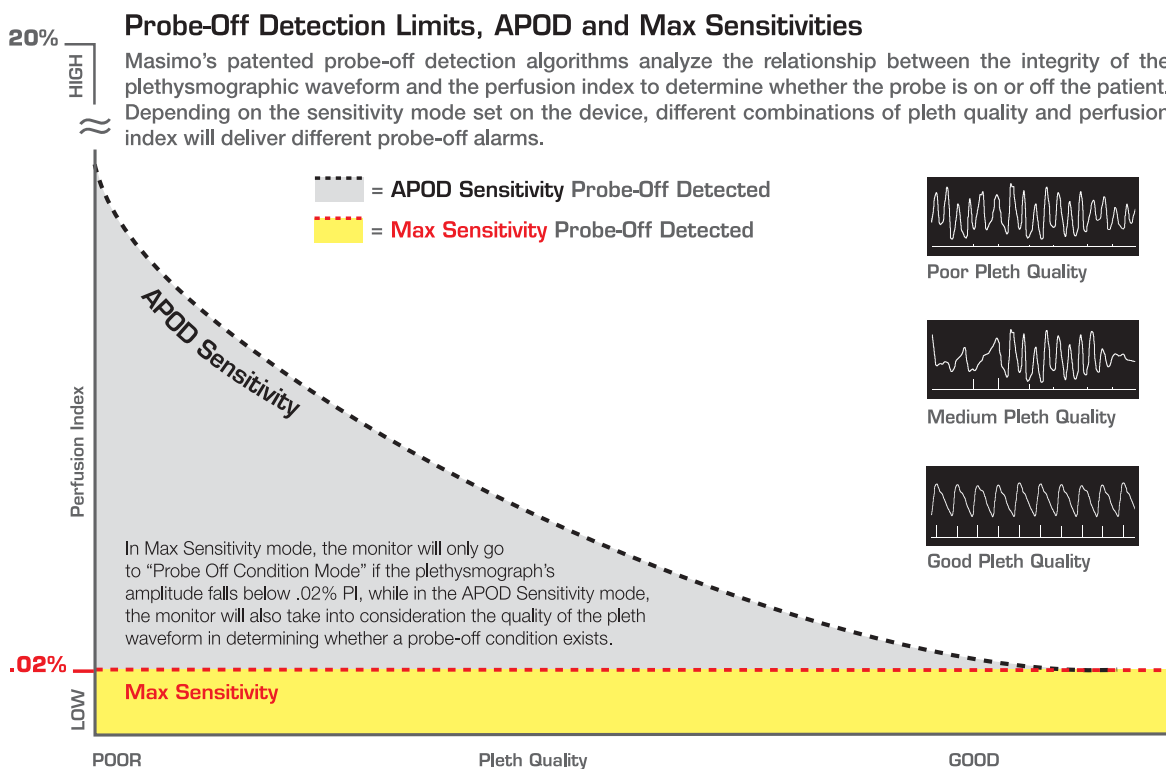 Probe-Off Detection Limits, APOD and Max Sensitivities
20%
HIGH
Masimo's patented probe-off detection algorithms analyze the relationship between the integrity of the
plethysmographic waveform and the perfusion index to determine whether the probe is on or off the patient.
Depending on the sensitivity mode set on the device, different combinations of pleth quality and perfusion
index will deliver different probe-off alarms.
= APOD Sensitivity Probe-Off Detected
= Max Sensitivity Probe-Off Detected
Poor Pleth Quality
APOD Sensitivity
Medium Pleth Quality
Perfusion Index
Good Pleth Quality
In Max Sensitivity mode, the monitor will only go
to “Probe Off Condition Mode” if the plethysmograph's
amplitude falls below .02% PI, while in the APOD Sensitivity mode,
the monitor will also take into consideration the quality of the pleth
waveform in determining whether a probe-off condition exists.
.02%
Max Sensitivity
LOW
POOR
Pleth Quality
GOOD